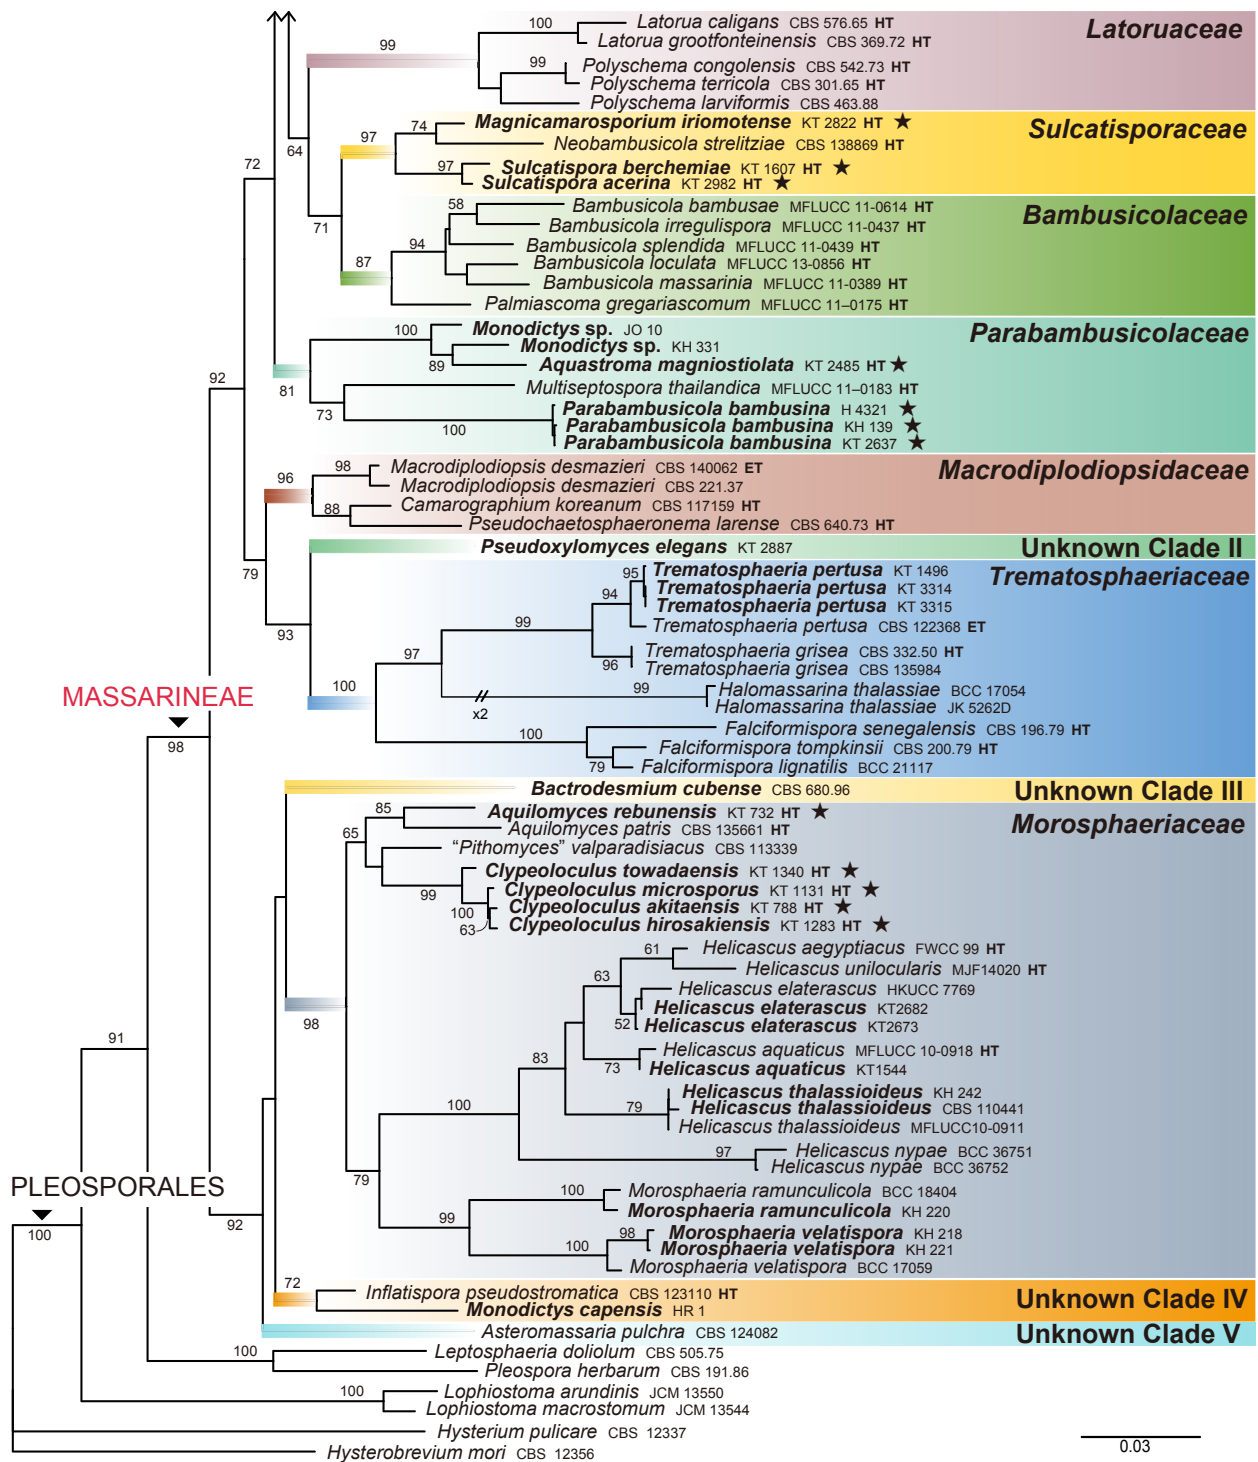 100
Latorua caligans CBS 576.65 HT
Latoruaceae
99
Latorua grootfonteinensis CBS 369.72 HT
99
Polyschema congolensis CBS 542.73 HT
Polyschema terricola CBS 301.65 HT
Polyschema larviformis CBS 463.88
64
97
74
Magnicamarosporium iriomotense KT 2822 HT ★
Sulcatisporaceae
Neobambusicola strelitziae CBS 138869 HT
72
97
Sulcatispora berchemiae KT 1607 HT ★
Sulcatispora acerina KT 2982 HT ★
71
58
Bambusicola bambusae MFLUCC 11-0614 HT
Bambusicolaceae
Bambusicola irregulispora MFLUCC 11-0437 HT
94
Bambusicola splendida MFLUCC 11-0439 HT
87
Bambusicola loculata MFLUCC 13-0856 HT
Bambusicola massarinia MFLUCC 11-0389 HT
Palmiascoma gregariascomum MFLUCC 11–0175 HT
100
Monodictys sp. JO 10
Parabambusicolaceae
Monodictys sp. KH 331
89
Aquastroma magniostiolata KT 2485 HT ★
92
81
Multiseptospora thailandica MFLUCC 11–0183 HT
73
Parabambusicola bambusina H 4321 ★
100
Parabambusicola bambusina KH 139 ★
Parabambusicola bambusina KT 2637 ★
96
98
Macrodiplodiopsis desmazieri CBS 140062 ET
Macrodiplodiopsidaceae
Macrodiplodiopsis desmazieri CBS 221.37
88
Camarographium koreanum CBS 117159 HT
Pseudochaetosphaeronema larense CBS 640.73 HT
79
Pseudoxylomyces elegans KT 2887
Unknown Clade II
95
Trematosphaeria pertusa KT 1496
Trematosphaeriaceae
94
Trematosphaeria pertusa KT 3314
Trematosphaeria pertusa KT 3315
93
99
Trematosphaeria pertusa CBS 122368 ET
97
Trematosphaeria grisea CBS 332.50 HT
96
Trematosphaeria grisea CBS 135984
100
99
Halomassarina thalassiae BCC 17054
MASSARINEAE
x2
Halomassarina thalassiae JK 5262D
98
100
Falciformispora senegalensis CBS 196.79 HT
Falciformispora tompkinsii CBS 200.79 HT
79
Falciformispora lignatilis BCC 21117
Bactrodesmium cubense CBS 680.96
Unknown Clade III
85
Aquilomyces rebunensis KT 732 HT ★
Morosphaeriaceae
65
Aquilomyces patris CBS 135661 HT
“Pithomyces” valparadisiacus CBS 113339
Clypeoloculus towadaensis KT 1340 HT ★
99
Clypeoloculus microsporus KT 1131 HT ★
100
Clypeoloculus akitaensis KT 788 HT ★
63
Clypeoloculus hirosakiensis KT 1283 HT ★
61
Helicascus aegyptiacus FWCC 99 HT
Helicascus unilocularis MJF14020 HT
63
Helicascus elaterascus HKUCC 7769
Helicascus elaterascus KT2682
98
52
Helicascus elaterascus KT2673
91
83
Helicascus aquaticus MFLUCC 10-0918 HT
73
Helicascus aquaticus KT1544
Helicascus thalassioideus KH 242
100
79
Helicascus thalassioideus CBS 110441
Helicascus thalassioideus MFLUCC10-0911
97
Helicascus nypae BCC 36751
Helicascus nypae BCC 36752
79
PLEOSPORALES
100
Morosphaeria ramunculicola BCC 18404
Morosphaeria ramunculicola KH 220
100
92
99
98
Morosphaeria velatispora KH 218
100
Morosphaeria velatispora KH 221
Morosphaeria velatispora BCC 17059
72
Inflatispora pseudostromatica CBS 123110 HT
Unknown Clade IV
Monodictys capensis HR 1
Asteromassaria pulchra CBS 124082
Unknown Clade V
100
Leptosphaeria doliolum CBS 505.75
Pleospora herbarum CBS 191.86
100
Lophiostoma arundinis JCM 13550
Lophiostoma macrostomum JCM 13544
Hysterium pulicare CBS 12337
Hysterobrevium mori CBS 12356
0.03